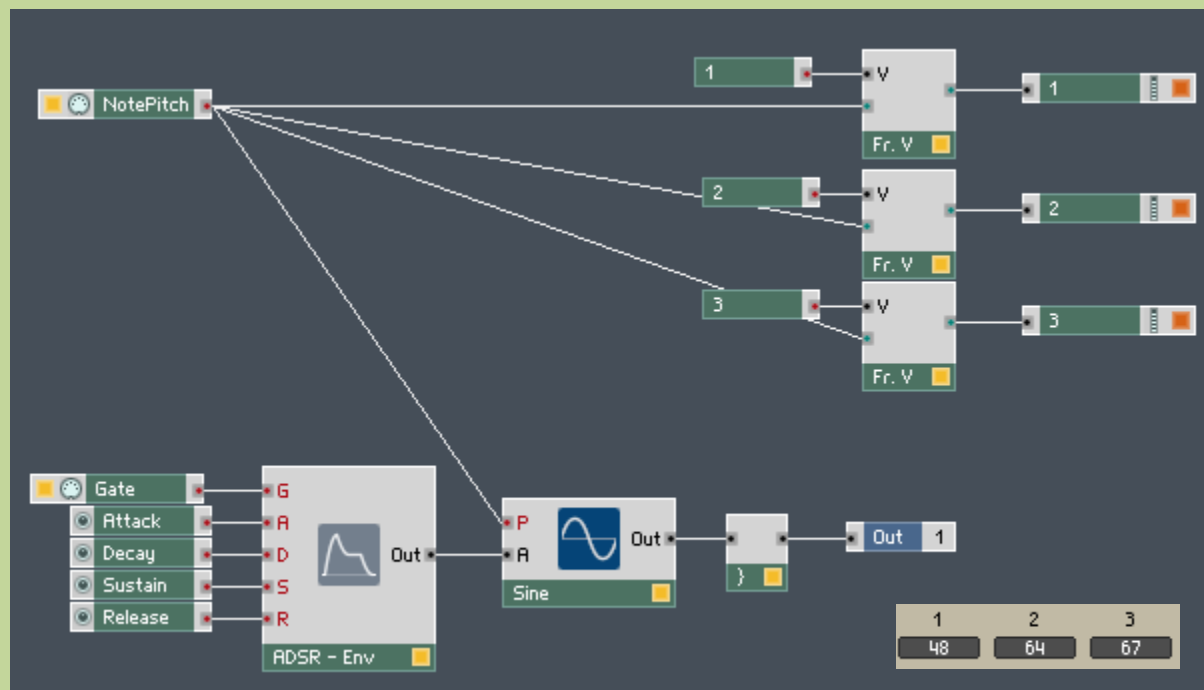 1
V
NotePitch
1
Fr. V
2
V
2
Fr. V
3
V
3
Fr. V
Gate
G
Attack
A
Decay
D
Out
Sustain
S
Release
R
ADSR - Env
P
A
Out
Sine
}
Out 1
1 2 3
48 64 67